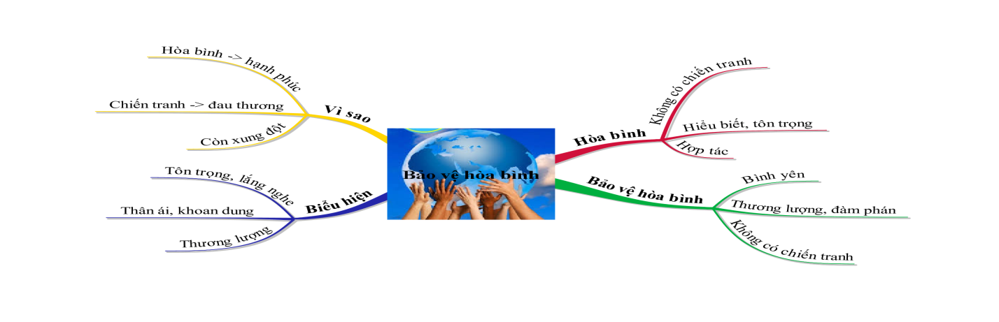 Bảo vệ hòa bình
Hòa bình
Không có chiến tranh
Hiểu biết, tôn trọng
Hợp tác
Bảo vệ hòa bình
Bình yên
Thương lượng, đàm phán
Không có chiến tranh
Vì sao
Hòa bình -> hạnh phúc
Chiến tranh -> đau thương
Còn xung đột
Biểu hiện
Tôn trọng, lắng nghe
Thân ái, khoan dung
Thương lượng